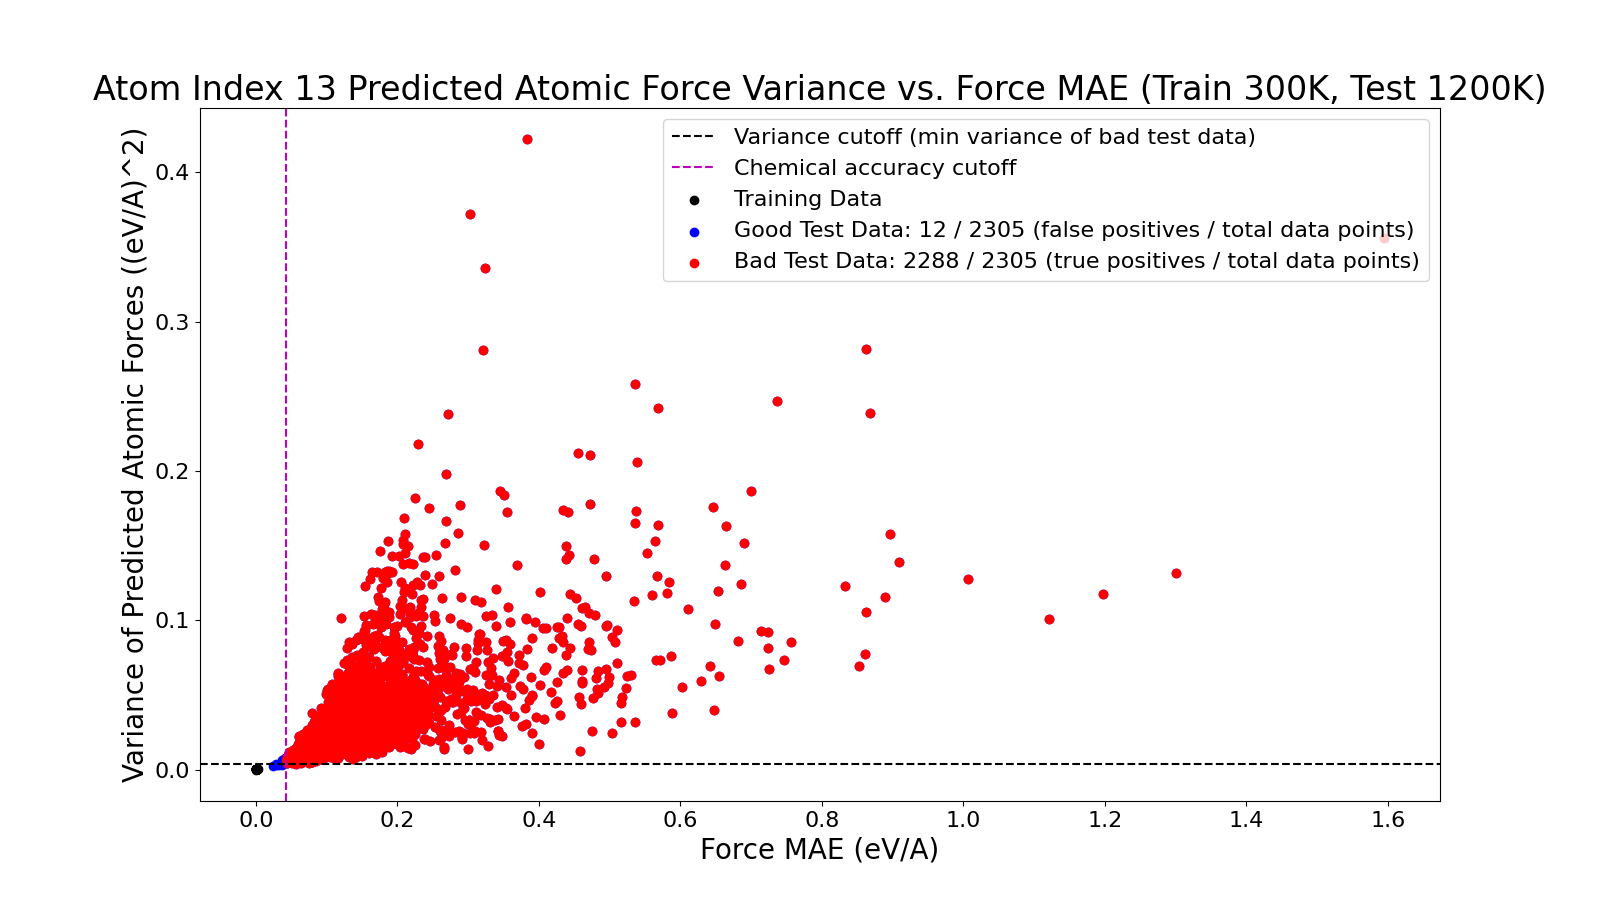 Atom Index 13 Predicted Atomic Force Variance vs. Force MAE (Train 300K, Test 1200K)
Variance of Predicted Atomic Forces ((eV/A)^2)
0.4
0.3
0.2
0.1
0.0
Variance cutoff (min variance of bad test data)
Chemical accuracy cutoff
Training Data
Good Test Data: 12 / 2305 (false positives / total data points)
Bad Test Data: 2288 / 2305 (true positives / total data points)
0.0 0.2 0.4 0.6 0.8 1.0 1.2 1.4 1.6
Force MAE (eV/A)